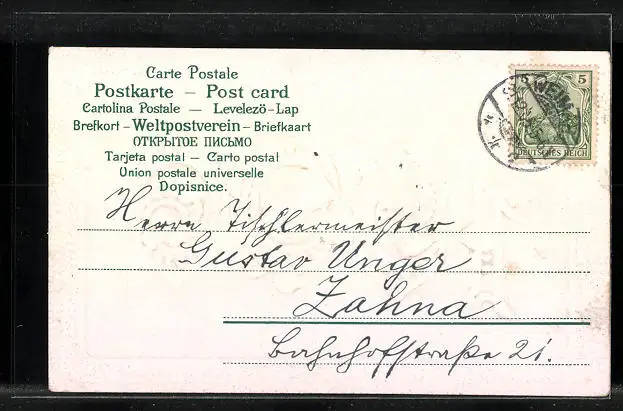 Carte Postale
Postkarte – Post card
Cartolina Postale — Levelezö-Lap
Brefkort – Weltpostverein – Briefkaart
ОТКРЫТОЕ ПИСЬМО
Tarjeta postal – Carto postal
Union postale universelle
Dopisnice.
5 5
DEUTSCHES REICH
Herrn Tischlermeister
Gustav Unger
Zahna
Bahnhofstraße 21.